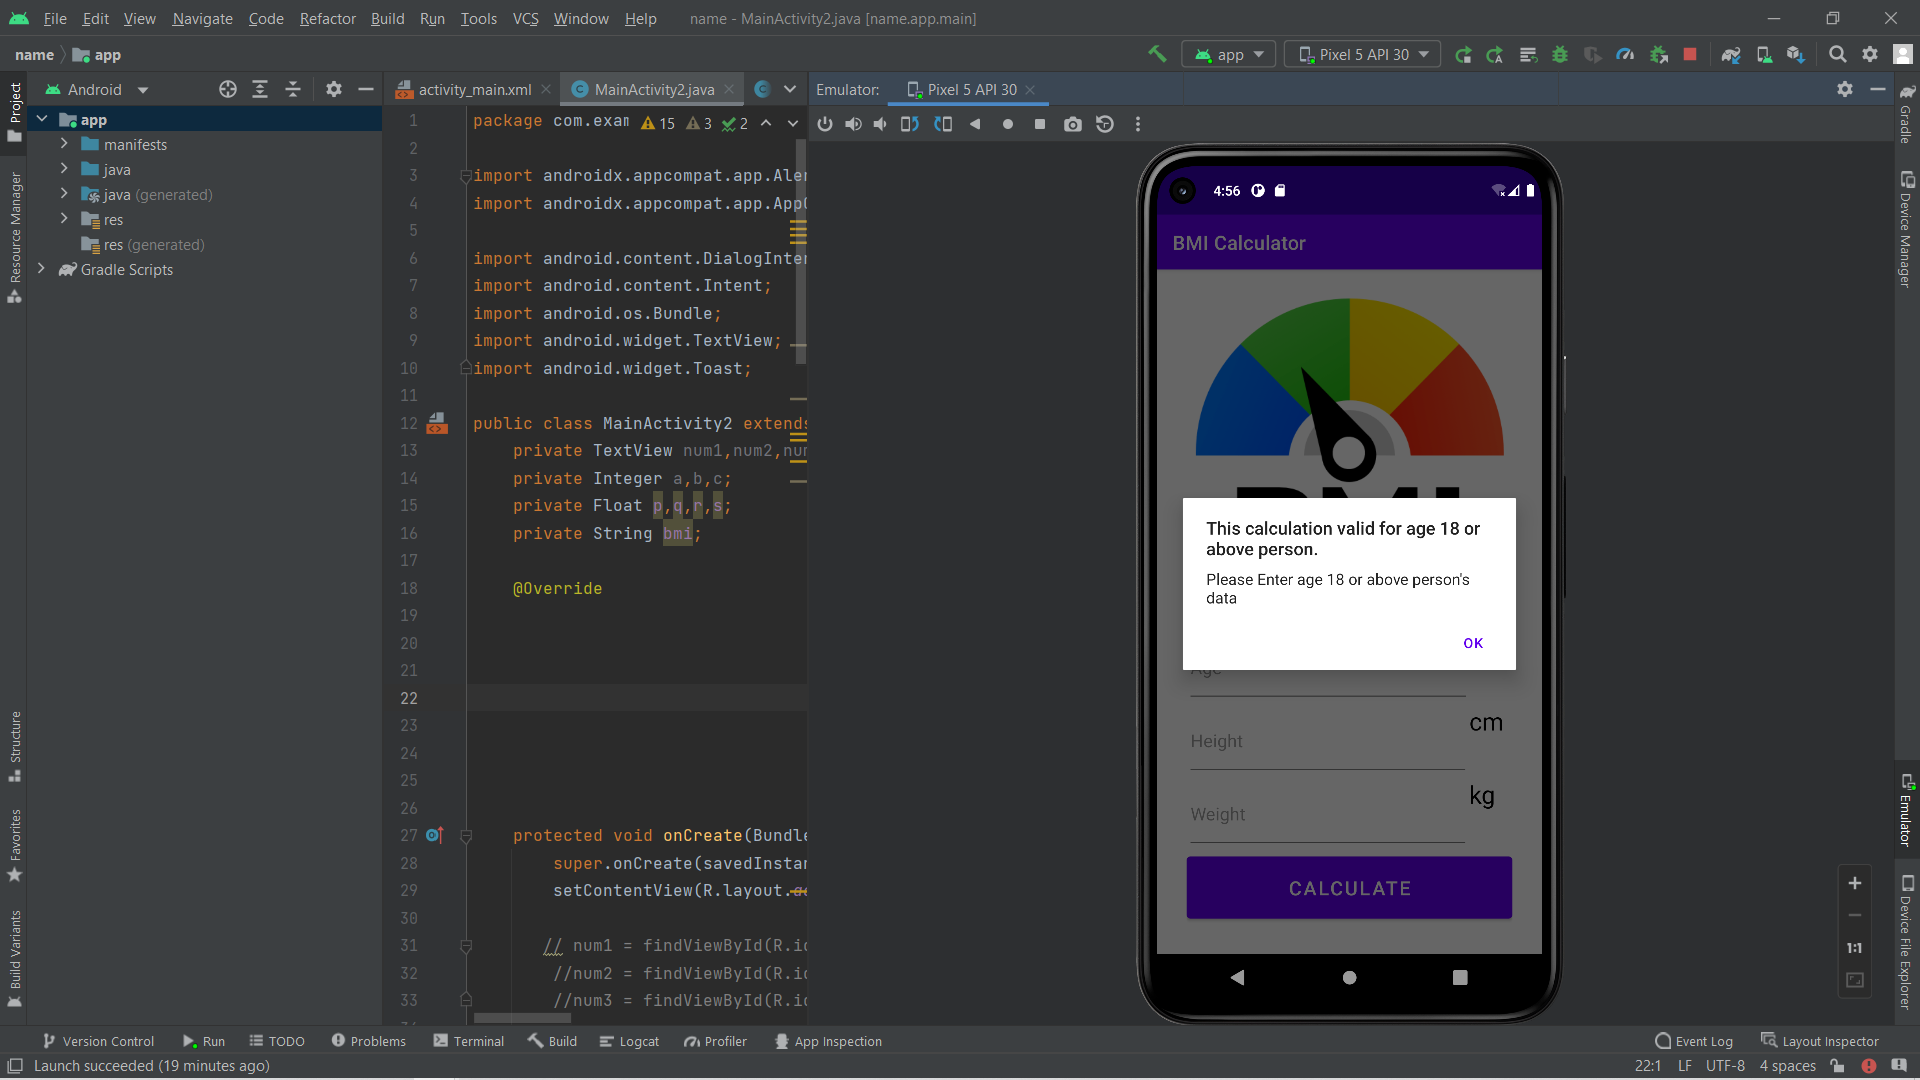 File Edit View Navigate Code Refactor Build Run Tools VCS Window Help name - MainActivity2.java [name.app.main]
name app app Pixel 5 API 30
Android activity_main.xml MainActivity2.java Emulator: Pixel 5 API 30
app
manifests
java
java (generated)
res
res (generated)
Gradle Scripts
Project
Resource Manager
Structure
Favorites
Build Variants
15 3 2
1 package com.exam
2
3 import androidx.appcompat.app.Aler
4 import androidx.appcompat.app.App
5
6 import android.content.DialogInter
7 import android.content.Intent;
8 import android.os.Bundle;
9 import android.widget.TextView;
10 import android.widget.Toast;
11
12 public class MainActivity2 extends
13 private TextView num1,num2,num
14 private Integer a,b,c;
15 private Float p,q,r,s;
16 private String bmi;
17
18 @Override
19
20
21
22
23
24
25
26
27 protected void onCreate(Bundle
28 super.onCreate(savedInstan
29 setContentView(R.layout.ac
30
31 // num1 = findViewById(R.id
32 //num2 = findViewById(R.id
33 //num3 = findViewById(R.id
4:56
BMI Calculator
BMI
This calculation valid for age 18 or
above person.
Please Enter age 18 or above person's
data
OK
Age
cm
Height
kg
Weight
CALCULATE
Gradle
Device Manager
Emulator
Device File Explorer
1:1
Version Control Run TODO Problems Terminal Build Logcat Profiler App Inspection Event Log Layout Inspector
Launch succeeded (19 minutes ago) 22:1 LF UTF-8 4 spaces